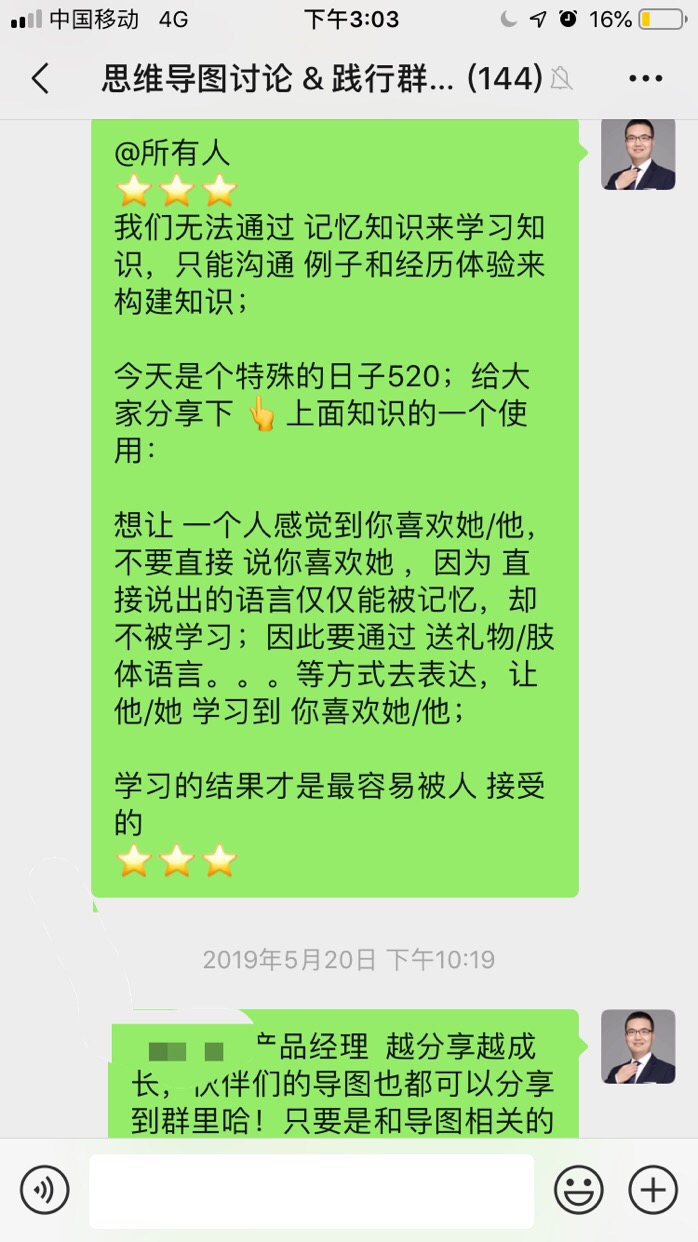 中国移动 4G 下午3:03 16%
思维导图讨论 & 践行群... (144)
@所有人
我们无法通过 记忆知识来学习知
识，只能沟通 例子和经历体验来
构建知识；
今天是个特殊的日子520；给大
家分享下 👆 上面知识的一个使
用：
想让 一个人感觉到你喜欢她/他，
不要直接 说你喜欢她 ，因为 直
接说出的语言仅仅能被记忆，却
不被学习；因此要通过 送礼物/肢
体语言。。。等方式去表达，让
他/她 学习到 你喜欢她/他；
学习的结果才是最容易被人 接受
的
2019年5月20日 下午10:19
产品经理 越分享越成
长，伙伴们的导图也都可以分享
到群里哈！只要是和导图相关的